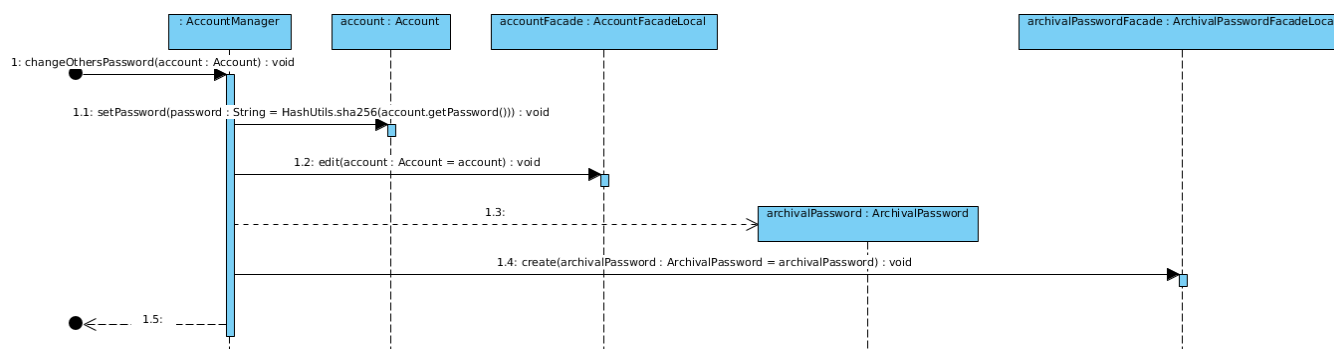 : AccountManager
account : Account
accountFacade : AccountFacadeLocal
archivalPasswordFacade : ArchivalPasswordFacadeLocal
1: changeOthersPassword(account : Account) : void
1.1: setPassword(password : String = HashUtils.sha256(account.getPassword())) : void
1.2: edit(account : Account = account) : void
1.3:
archivalPassword : ArchivalPassword
1.4: create(archivalPassword : ArchivalPassword = archivalPassword) : void
1.5: